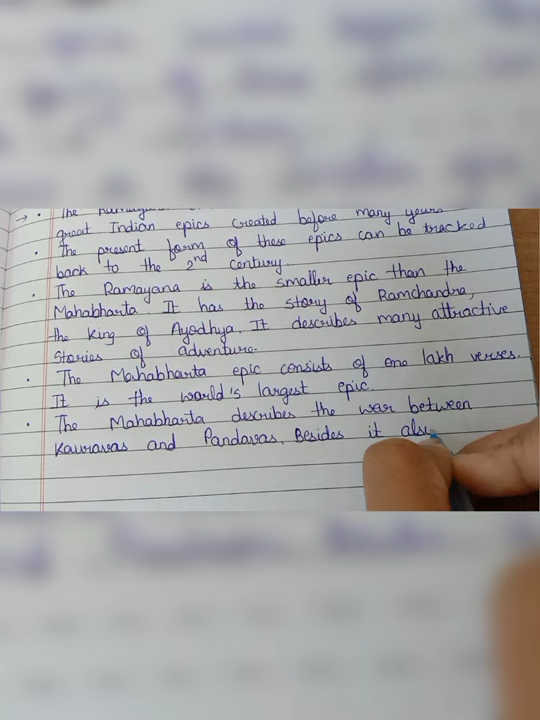 → • The
great Indian epics created before many years
• The present form of these epics can be tracked
back to the 2nd century.
• The Ramayana is the smaller epic than the
Mahabharta. It has the story of Ramchandra,
the king of Ayodhya. It describes many attractive
stories of adventure.
• The Mahabharta epic consists of one lakh verses.
It is the world's largest epic.
• The Mahabharta describes the war between
Kauravas and Pandavas. Besides it als